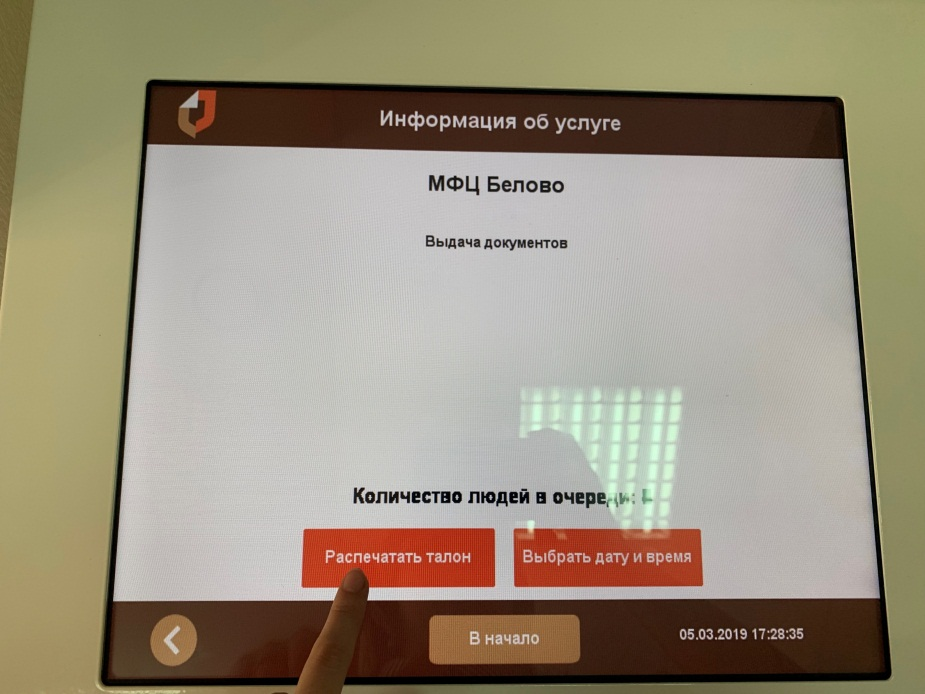 Информация об услуге
МФЦ Белово
Выдача документов
Количество людей в очереди:
Распечатать талон
Выбрать дату и время
В начало
05.03.2019 17:28:35